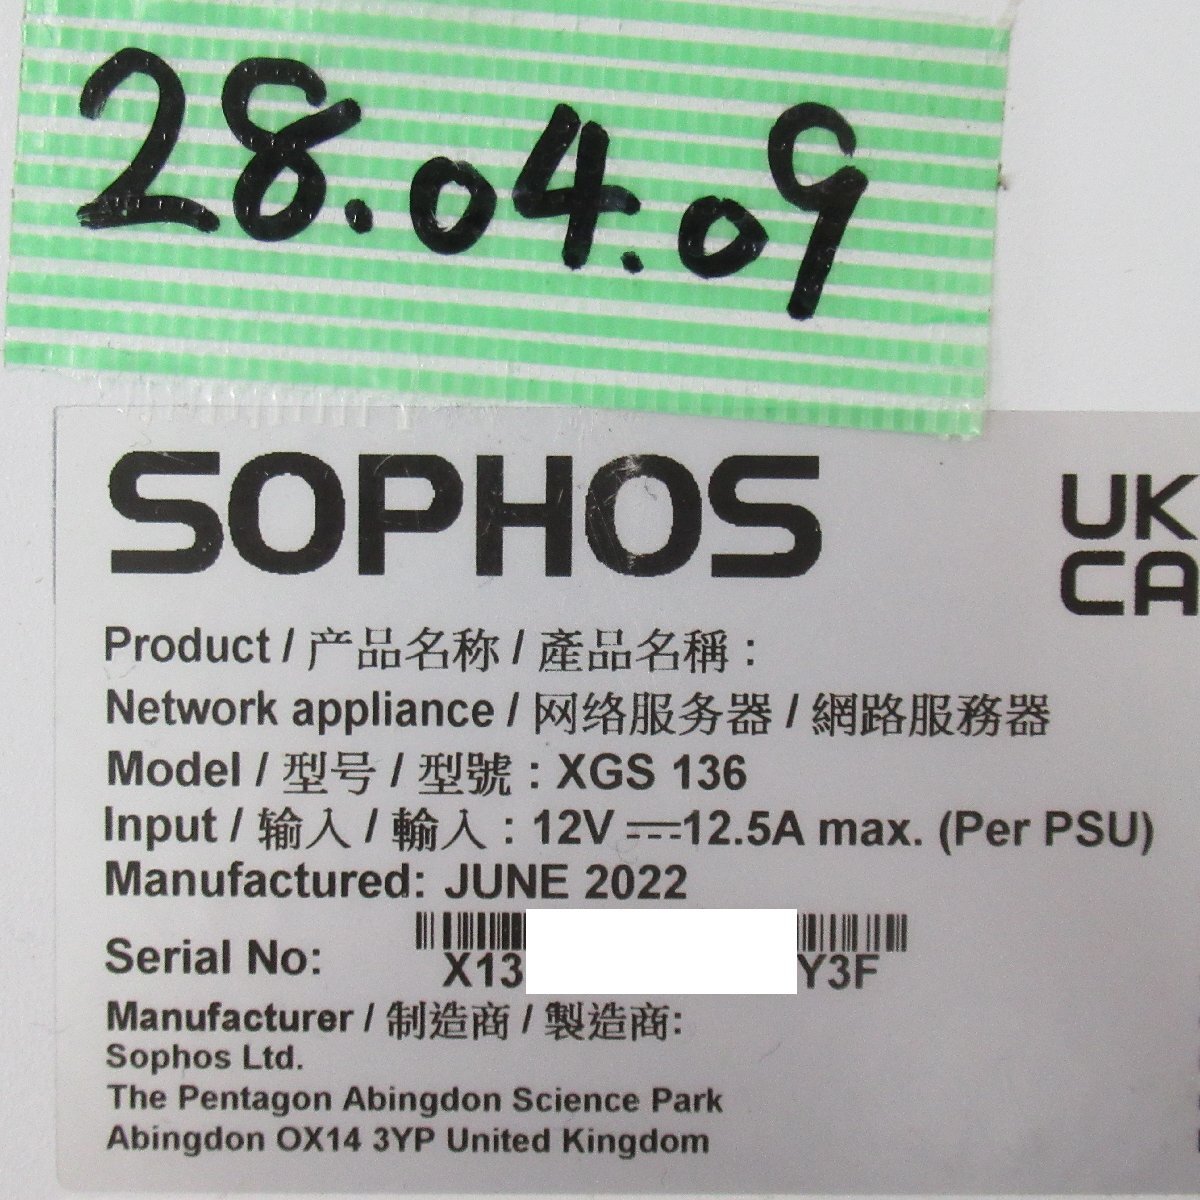 28.04.09
SOPHOS
UK
CA
Product / 产品名称 / 產品名稱 :
Network appliance / 网络服务器 / 網路服務器
Model / 型号 / 型號 : XGS 136
Input / 输入 / 輸入 : 12V ⎓12.5A max. (Per PSU)
Manufactured: JUNE 2022
Serial No: X13 Y3F
Manufacturer / 制造商 / 製造商:
Sophos Ltd.
The Pentagon Abingdon Science Park
Abingdon OX14 3YP United Kingdom